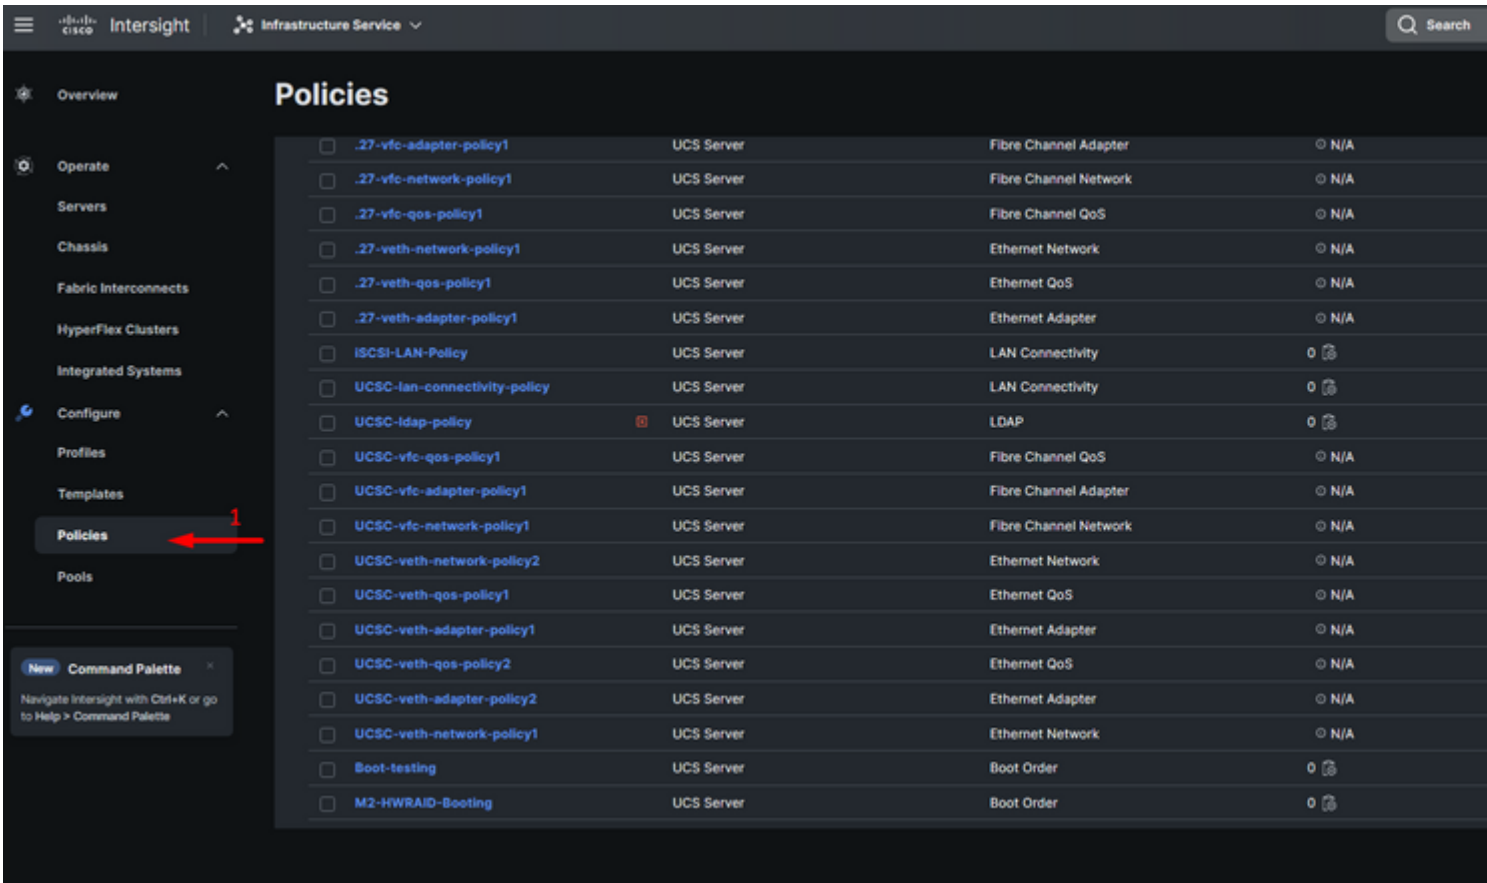 cisco Intersight Infrastructure Service Search
Overview
Operate
Servers
Chassis
Fabric Interconnects
HyperFlex Clusters
Integrated Systems
Configure
Profiles
Templates
Policies 1
Pools
New Command Palette
Navigate Intersight with Ctrl+K or go
to Help > Command Palette
Policies
.27-vfc-adapter-policy1 UCS Server Fibre Channel Adapter N/A
.27-vfc-network-policy1 UCS Server Fibre Channel Network N/A
.27-vfc-qos-policy1 UCS Server Fibre Channel QoS N/A
.27-veth-network-policy1 UCS Server Ethernet Network N/A
.27-veth-qos-policy1 UCS Server Ethernet QoS N/A
.27-veth-adapter-policy1 UCS Server Ethernet Adapter N/A
iSCSI-LAN-Policy UCS Server LAN Connectivity 0
UCSC-lan-connectivity-policy UCS Server LAN Connectivity 0
UCSC-ldap-policy UCS Server LDAP 0
UCSC-vfc-qos-policy1 UCS Server Fibre Channel QoS N/A
UCSC-vfc-adapter-policy1 UCS Server Fibre Channel Adapter N/A
UCSC-vfc-network-policy1 UCS Server Fibre Channel Network N/A
UCSC-veth-network-policy2 UCS Server Ethernet Network N/A
UCSC-veth-qos-policy1 UCS Server Ethernet QoS N/A
UCSC-veth-adapter-policy1 UCS Server Ethernet Adapter N/A
UCSC-veth-qos-policy2 UCS Server Ethernet QoS N/A
UCSC-veth-adapter-policy2 UCS Server Ethernet Adapter N/A
UCSC-veth-network-policy1 UCS Server Ethernet Network N/A
Boot-testing UCS Server Boot Order 0
M2-HWRAID-Booting UCS Server Boot Order 0